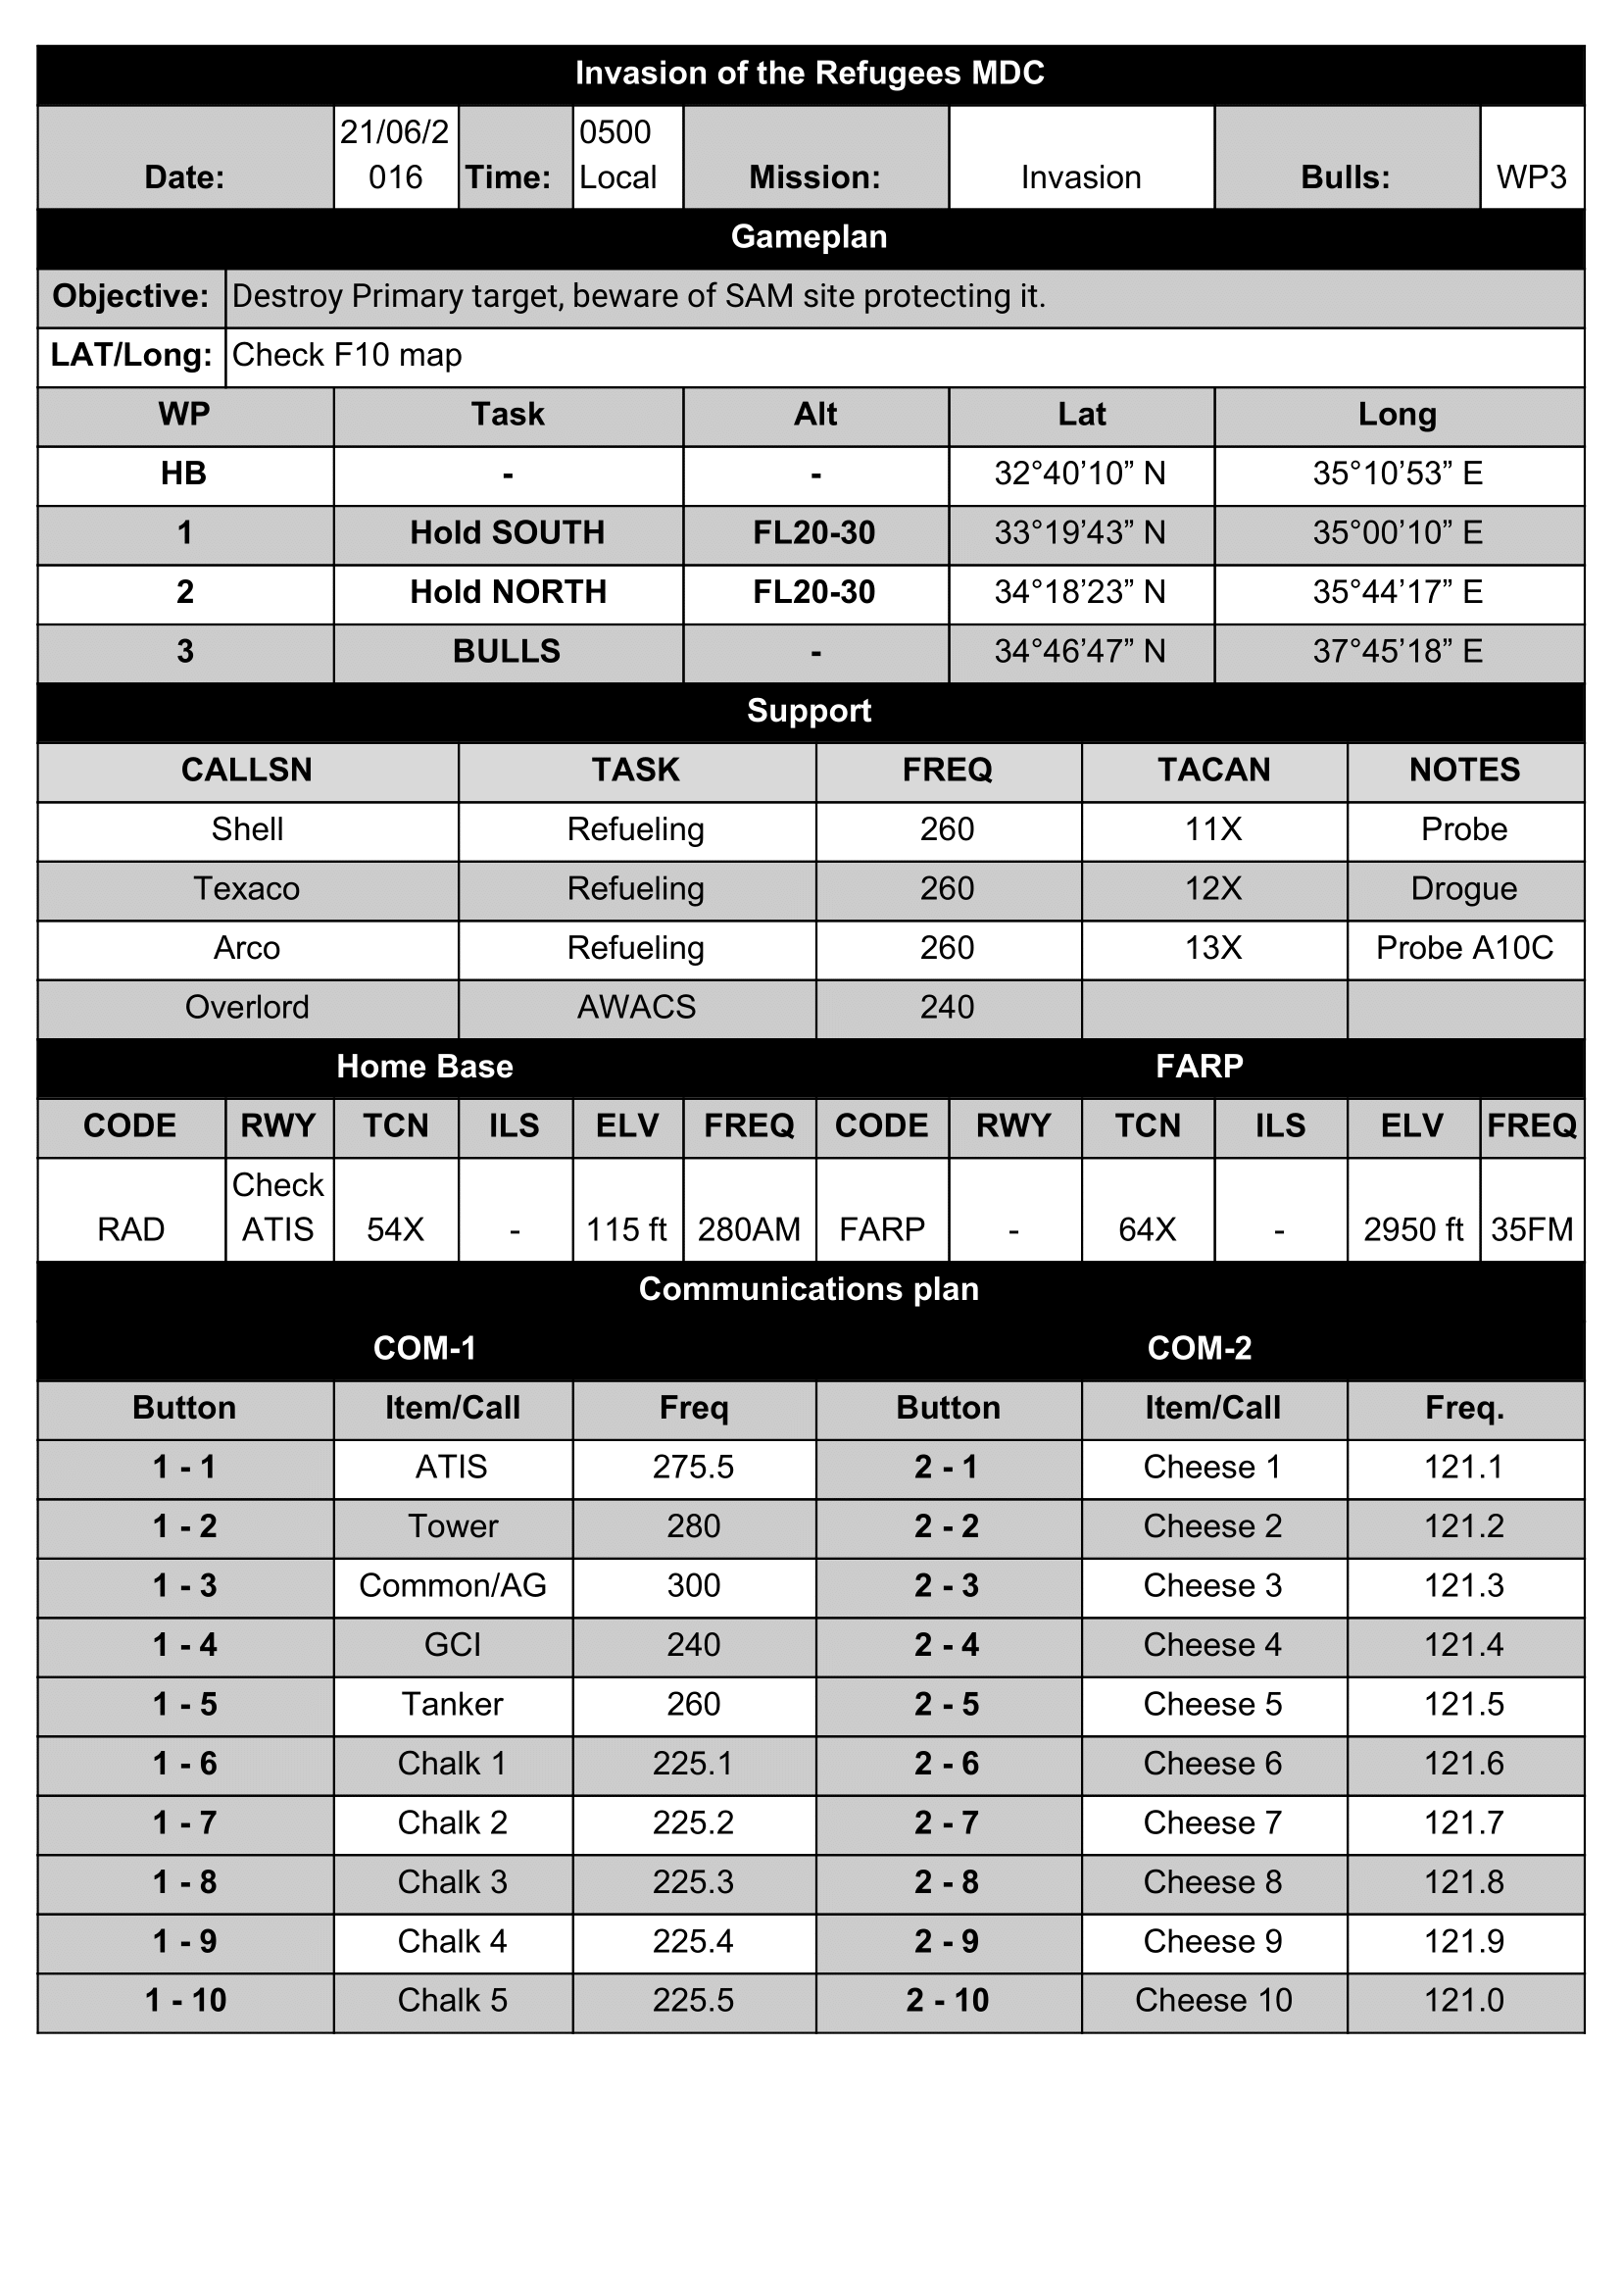 Invasion of the Refugees MDC
Date: 21/06/2016 Time: 0500 Local Mission: Invasion Bulls: WP3
Gameplan
Objective: Destroy Primary target, beware of SAM site protecting it.
LAT/Long: Check F10 map
WP Task Alt Lat Long
HB - - 32°40’10” N 35°10’53” E
1 Hold SOUTH FL20-30 33°19’43” N 35°00’10” E
2 Hold NORTH FL20-30 34°18’23” N 35°44’17” E
3 BULLS - 34°46’47” N 37°45’18” E
Support
CALLSN TASK FREQ TACAN NOTES
Shell Refueling 260 11X Probe
Texaco Refueling 260 12X Drogue
Arco Refueling 260 13X Probe A10C
Overlord AWACS 240
Home Base FARP
CODE RWY TCN ILS ELV FREQ CODE RWY TCN ILS ELV FREQ
RAD Check ATIS 54X - 115 ft 280AM FARP - 64X - 2950 ft 35FM
Communications plan
COM-1 COM-2
Button Item/Call Freq Button Item/Call Freq.
1 - 1 ATIS 275.5 2 - 1 Cheese 1 121.1
1 - 2 Tower 280 2 - 2 Cheese 2 121.2
1 - 3 Common/AG 300 2 - 3 Cheese 3 121.3
1 - 4 GCI 240 2 - 4 Cheese 4 121.4
1 - 5 Tanker 260 2 - 5 Cheese 5 121.5
1 - 6 Chalk 1 225.1 2 - 6 Cheese 6 121.6
1 - 7 Chalk 2 225.2 2 - 7 Cheese 7 121.7
1 - 8 Chalk 3 225.3 2 - 8 Cheese 8 121.8
1 - 9 Chalk 4 225.4 2 - 9 Cheese 9 121.9
1 - 10 Chalk 5 225.5 2 - 10 Cheese 10 121.0